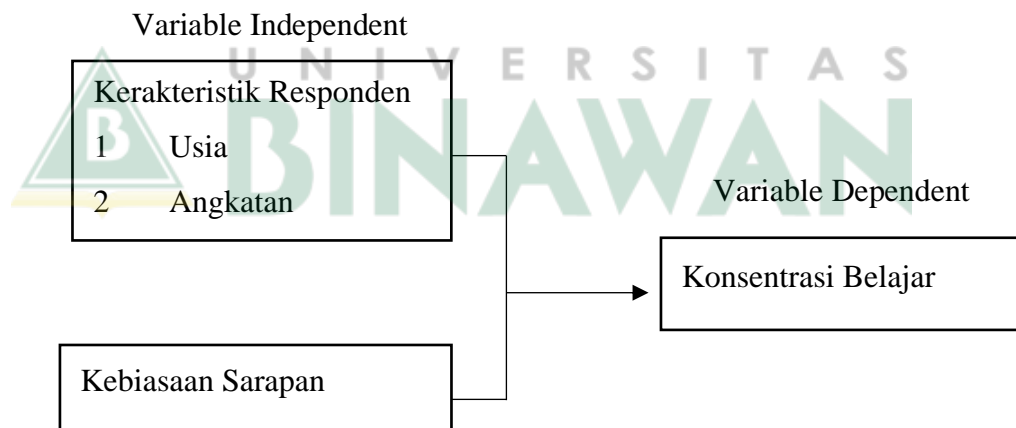 Variable Independent
UNIVERSITAS
BINAWAN
B
Kerakteristik Responden
1 Usia
2 Angkatan
Variable Dependent
Konsentrasi Belajar
Kebiasaan Sarapan